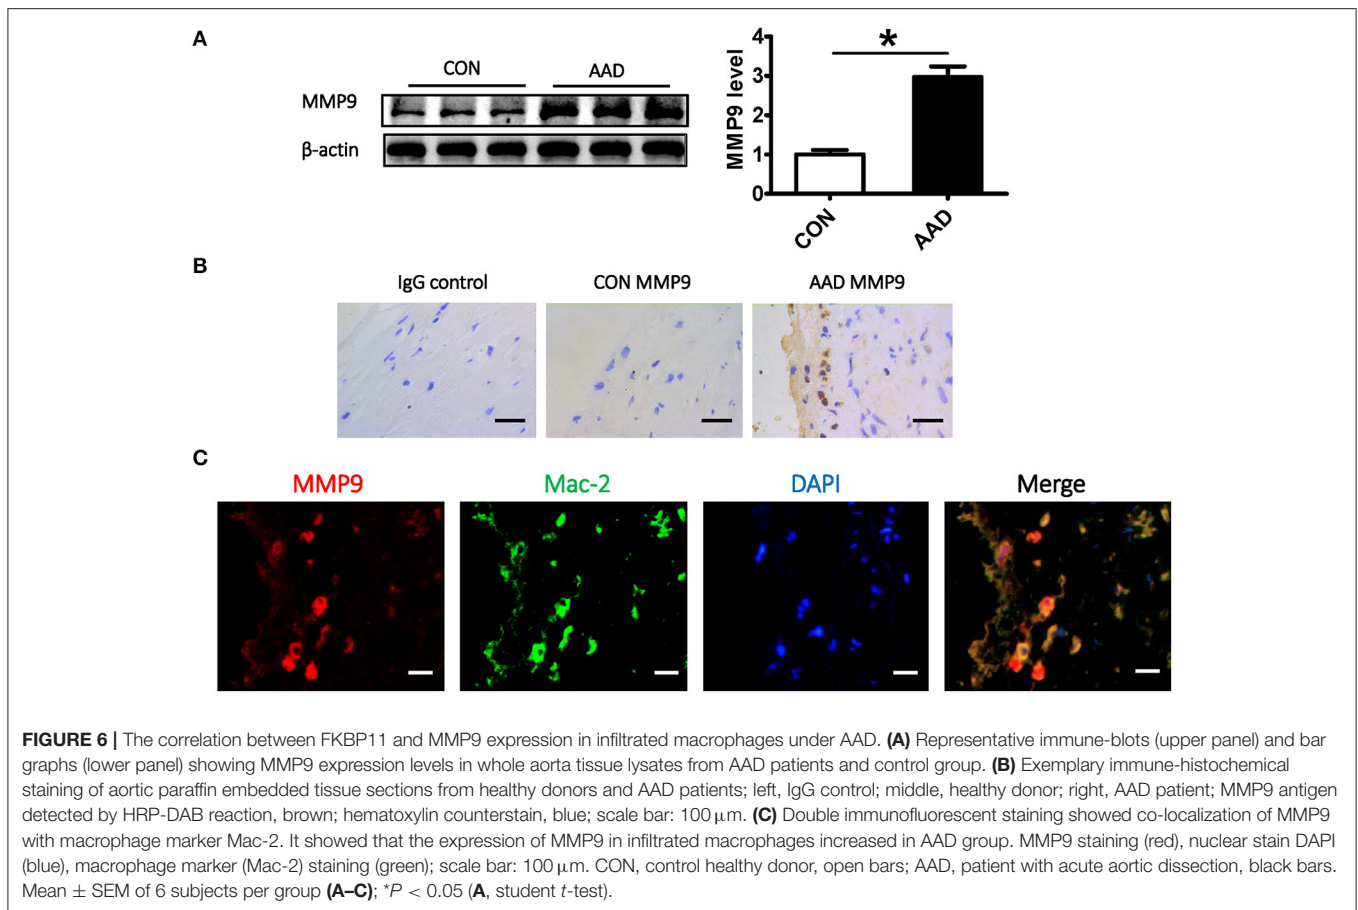 A
CON
AAD
MMP9
β-actin
MMP9 level
4
3
2
1
0
*
CON
AAD
B
IgG control
CON MMP9
AAD MMP9
C
MMP9
Mac-2
DAPI
Merge
FIGURE 6 | The correlation between FKBP11 and MMP9 expression in infiltrated macrophages under AAD. (A) Representative immune-blots (upper panel) and bar
graphs (lower panel) showing MMP9 expression levels in whole aorta tissue lysates from AAD patients and control group. (B) Exemplary immune-histochemical
staining of aortic paraffin embedded tissue sections from healthy donors and AAD patients; left, IgG control; middle, healthy donor; right, AAD patient; MMP9 antigen
detected by HRP-DAB reaction, brown; hematoxylin counterstain, blue; scale bar: 100 μm. (C) Double immunofluorescent staining showed co-localization of MMP9
with macrophage marker Mac-2. It showed that the expression of MMP9 in infiltrated macrophages increased in AAD group. MMP9 staining (red), nuclear stain DAPI
(blue), macrophage marker (Mac-2) staining (green); scale bar: 100 μm. CON, control healthy donor, open bars; AAD, patient with acute aortic dissection, black bars.
Mean ± SEM of 6 subjects per group (A–C); *P < 0.05 (A, student t-test).